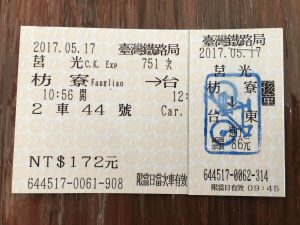 2017.05.17 臺灣鐵路局
莒 光 C.K. Exp 751 次
枋 寮 Fangliao → 台
10:56 開 12:
2 車 44 號 Car.
NT$172元
644517-0061-908 限當日當次車有效
臺灣鐵路局
2017.05.17
莒 光
枋 寮
↓
台 東
86元
644517-0062-314
限當日有效 09:45